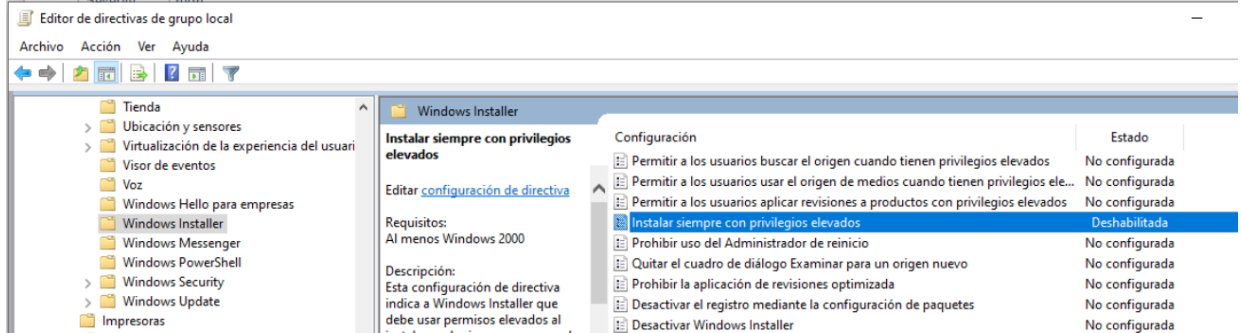 Editor de directivas de grupo local
Archivo Acción Ver Ayuda
Tienda
Ubicación y sensores
Virtualización de la experiencia del usuari
Visor de eventos
Voz
Windows Hello para empresas
Windows Installer
Windows Messenger
Windows PowerShell
Windows Security
Windows Update
Impresoras
Windows Installer
Instalar siempre con privilegios
elevados
Editar configuración de directiva
Requisitos:
Al menos Windows 2000
Descripción:
Esta configuración de directiva
indica a Windows Installer que
debe usar permisos elevados al
Configuración Estado
Permitir a los usuarios buscar el origen cuando tienen privilegios elevados No configurada
Permitir a los usuarios usar el origen de medios cuando tienen privilegios ele... No configurada
Permitir a los usuarios aplicar revisiones a productos con privilegios elevados No configurada
Instalar siempre con privilegios elevados Deshabilitada
Prohibir uso del Administrador de reinicio No configurada
Quitar el cuadro de diálogo Examinar para un origen nuevo No configurada
Prohibir la aplicación de revisiones optimizada No configurada
Desactivar el registro mediante la configuración de paquetes No configurada
Desactivar Windows Installer No configurada